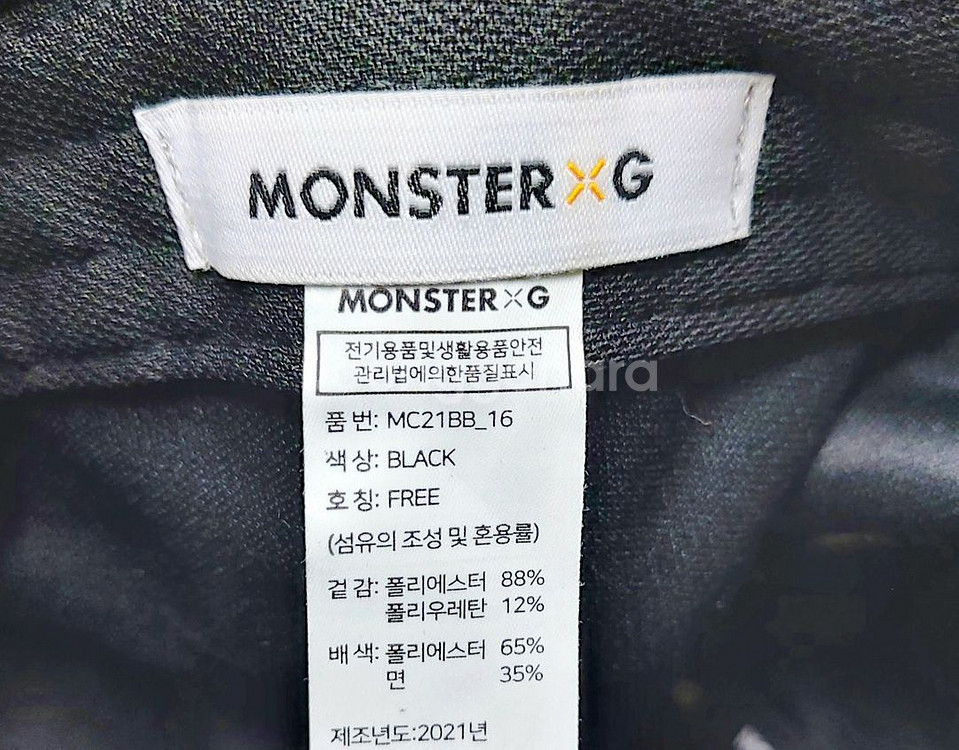 MONSTER X G
MONSTER X G
전기용품및생활용품안전
관리법에의한품질표시
품 번: MC21BB_16
색 상: BLACK
호 칭: FREE
(섬유의 조성 및 혼용률)
겉 감: 폴리에스터 88%
폴리우레탄 12%
배 색: 폴리에스터 65%
면 35%
제조년도:2021년